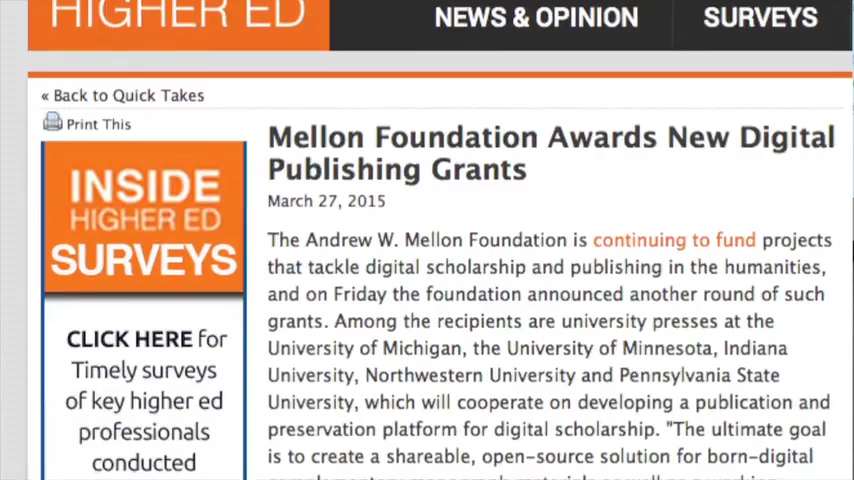 HIGHER ED
NEWS & OPINION
SURVEYS
« Back to Quick Takes
Print This
INSIDE
HIGHER ED
SURVEYS
CLICK HERE for
Timely surveys
of key higher ed
professionals
conducted
Mellon Foundation Awards New Digital
Publishing Grants
March 27, 2015
The Andrew W. Mellon Foundation is continuing to fund projects
that tackle digital scholarship and publishing in the humanities,
and on Friday the foundation announced another round of such
grants. Among the recipients are university presses at the
University of Michigan, the University of Minnesota, Indiana
University, Northwestern University and Pennsylvania State
University, which will cooperate on developing a publication and
preservation platform for digital scholarship. "The ultimate goal
is to create a shareable, open-source solution for born-digital